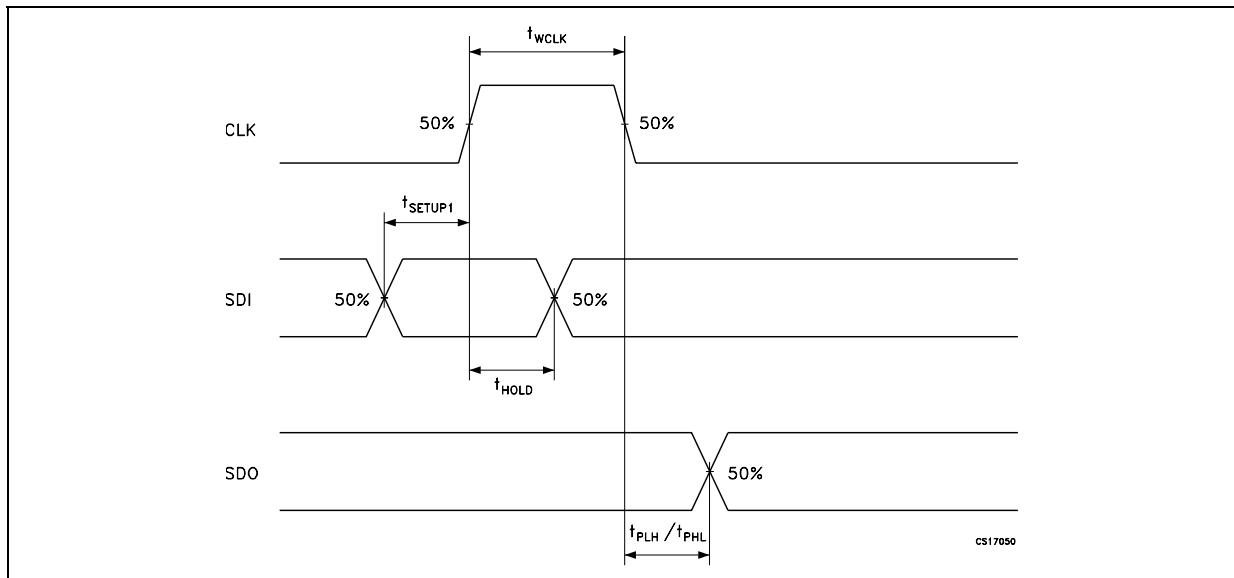 tWCLK
CLK
50%
50%
tSETUP1
SDI
50%
50%
tHOLD
SDO
50%
tPLH /tPHL
CS17050